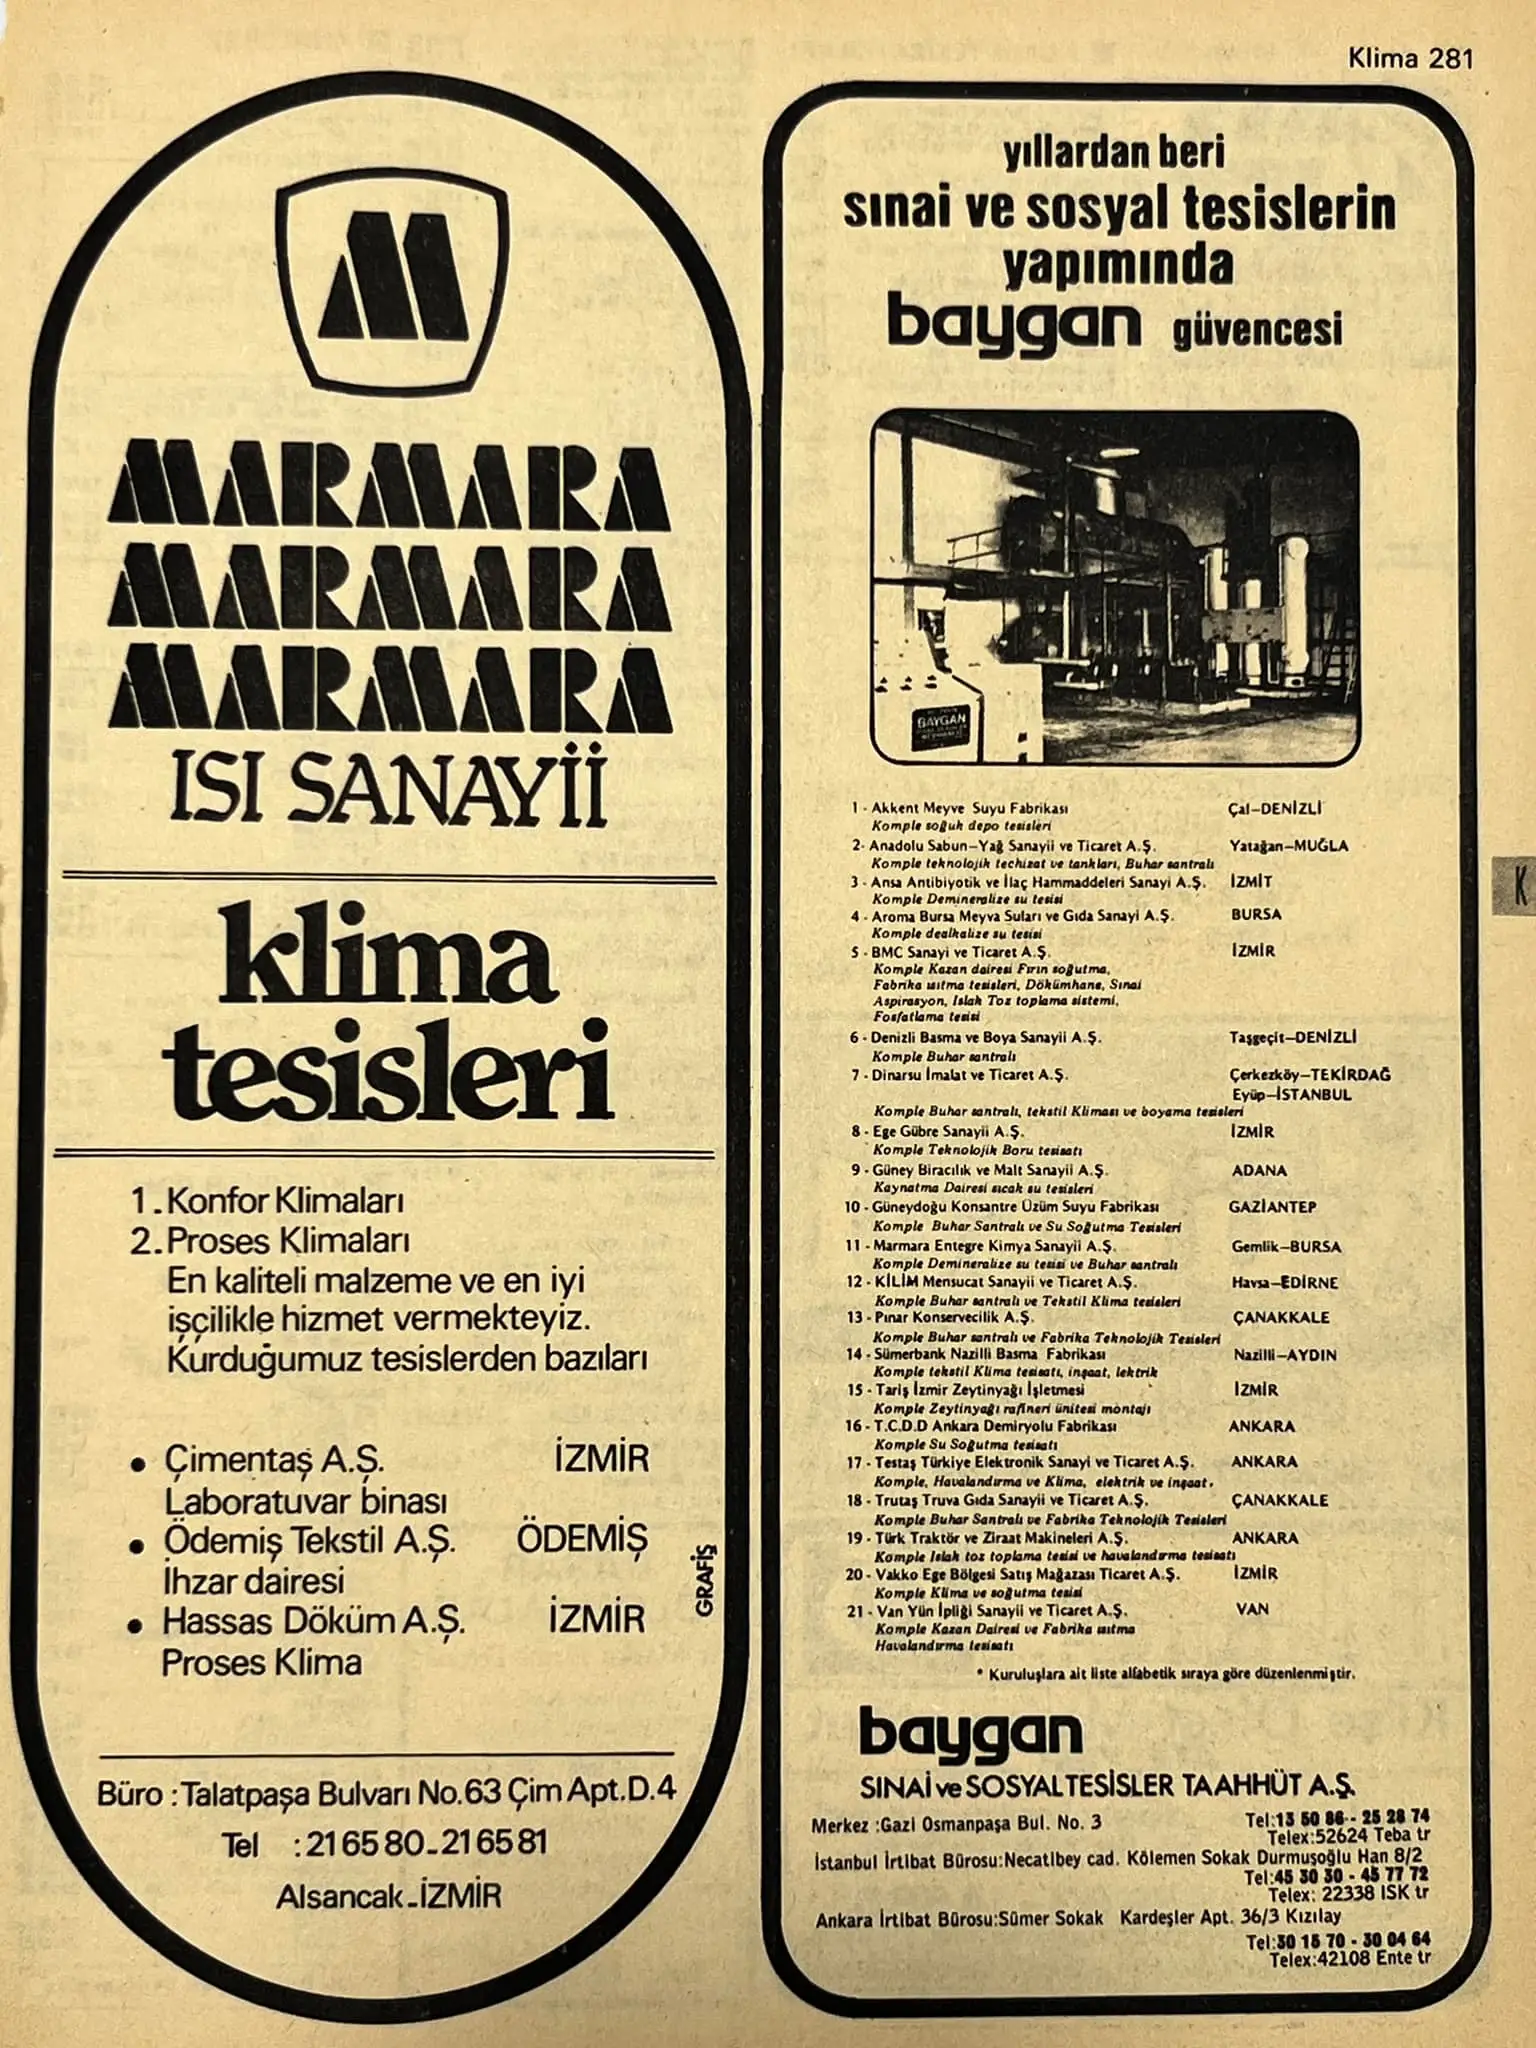 Klima 281
M
MARMARA
MARMARA
MARMARA
ISI SANAYİİ
klima
tesisleri
1. Konfor Klimaları
2. Proses Klimaları
En kaliteli malzeme ve en iyi
işçilikle hizmet vermekteyiz.
Kurduğumuz tesislerden bazıları
• Çimentaş A.Ş. İZMİR
Laboratuvar binası
• Ödemiş Tekstil A.Ş. ÖDEMİŞ
İhzar dairesi
• Hassas Döküm A.Ş. İZMİR
Proses Klima
GRAFİŞ
Büro : Talatpaşa Bulvarı No.63 Çim Apt.D.4
Tel : 21 65 80 - 21 65 81
Alsancak - İZMİR
yıllardan beri
sınai ve sosyal tesislerin
yapımında
baygan güvencesi
BAYGAN
1 - Akkent Meyve Suyu Fabrikası Çal-DENİZLİ
Komple soğuk depo tesisleri
2 - Anadolu Sabun-Yağ Sanayii ve Ticaret A.Ş. Yatağan-MUĞLA
Komple teknolojik techizat ve tankları, Buhar santralı
3 - Ansa Antibiyotik ve İlaç Hammaddeleri Sanayi A.Ş. İZMİT
Komple Demineralize su tesisi
4 - Aroma Bursa Meyva Suları ve Gıda Sanayi A.Ş. BURSA
Komple dealkalize su tesisi
5 - BMC Sanayi ve Ticaret A.Ş. İZMİR
Komple Kazan dairesi Fırın soğutma,
Fabrika ısıtma tesisleri, Dökümhane, Sınai
Aspirasyon, Islak Toz toplama sistemi,
Fosfatlama tesisi
6 - Denizli Basma ve Boya Sanayii A.Ş. Taşgeçit-DENİZLİ
Komple Buhar santralı
7 - Dinarsu İmalat ve Ticaret A.Ş. Çerkezköy-TEKİRDAĞ
Eyüp-İSTANBUL
Komple Buhar santralı, tekstil Kliması ve boyama tesisleri
8 - Ege Gübre Sanayii A.Ş. İZMİR
Komple Teknolojik Boru tesisatı
9 - Güney Biracılık ve Malt Sanayii A.Ş. ADANA
Kaynatma Dairesi sıcak su tesisleri
10 - Güneydoğu Konsantre Üzüm Suyu Fabrikası GAZİANTEP
Komple Buhar Santralı ve Su Soğutma Tesisleri
11 - Marmara Entegre Kimya Sanayii A.Ş. Gemlik-BURSA
Komple Demineralize su tesisi ve Buhar santralı
12 - KİLİM Mensucat Sanayii ve Ticaret A.Ş. Havsa-EDİRNE
Komple Buhar santralı ve Tekstil Klima tesisleri
13 - Pınar Konservecilik A.Ş. ÇANAKKALE
Komple Buhar santralı ve Fabrika Teknolojik Tesisleri
14 - Sümerbank Nazilli Basma Fabrikası Nazilli-AYDIN
Komple tekstil Klima tesisatı, inşaat, lektrik
15 - Tariş İzmir Zeytinyağı İşletmesi İZMİR
Komple Zeytinyağı rafineri ünitesi montajı
16 - T.C.D.D Ankara Demiryolu Fabrikası ANKARA
Komple Su Soğutma tesisatı
17 - Testaş Türkiye Elektronik Sanayi ve Ticaret A.Ş. ANKARA
Komple, Havalandırma ve Klima, elektrik ve inşaat.
18 - Trutaş Truva Gıda Sanayii ve Ticaret A.Ş. ÇANAKKALE
Komple Buhar Santralı ve Fabrika Teknolojik Tesisleri
19 - Türk Traktör ve Ziraat Makineleri A.Ş. ANKARA
Komple Islak toz toplama tesisi ve havalandırma tesisatı
20 - Vakko Ege Bölgesi Satış Mağazası Ticaret A.Ş. İZMİR
Komple Klima ve soğutma tesisi
21 - Van Yün İpliği Sanayii ve Ticaret A.Ş. VAN
Komple Kazan Dairesi ve Fabrika ısıtma
Havalandırma tesisatı
* Kuruluşlara ait liste alfabetik sıraya göre düzenlenmiştir.
baygan
SINAİ ve SOSYAL TESİSLER TAAHHÜT A.Ş.
Merkez :Gazi Osmanpaşa Bul. No. 3 Tel:13 50 86 - 25 28 74
Telex:52624 Teba tr
İstanbul İrtibat Bürosu:Necatibey cad. Kölemen Sokak Durmuşoğlu Han 8/2
Tel:45 30 30 - 45 77 72
Telex: 22338 ISK tr
Ankara İrtibat Bürosu:Sümer Sokak Kardeşler Apt. 36/3 Kızılay
Tel:30 15 70 - 30 04 64
Telex:42108 Ente tr
K